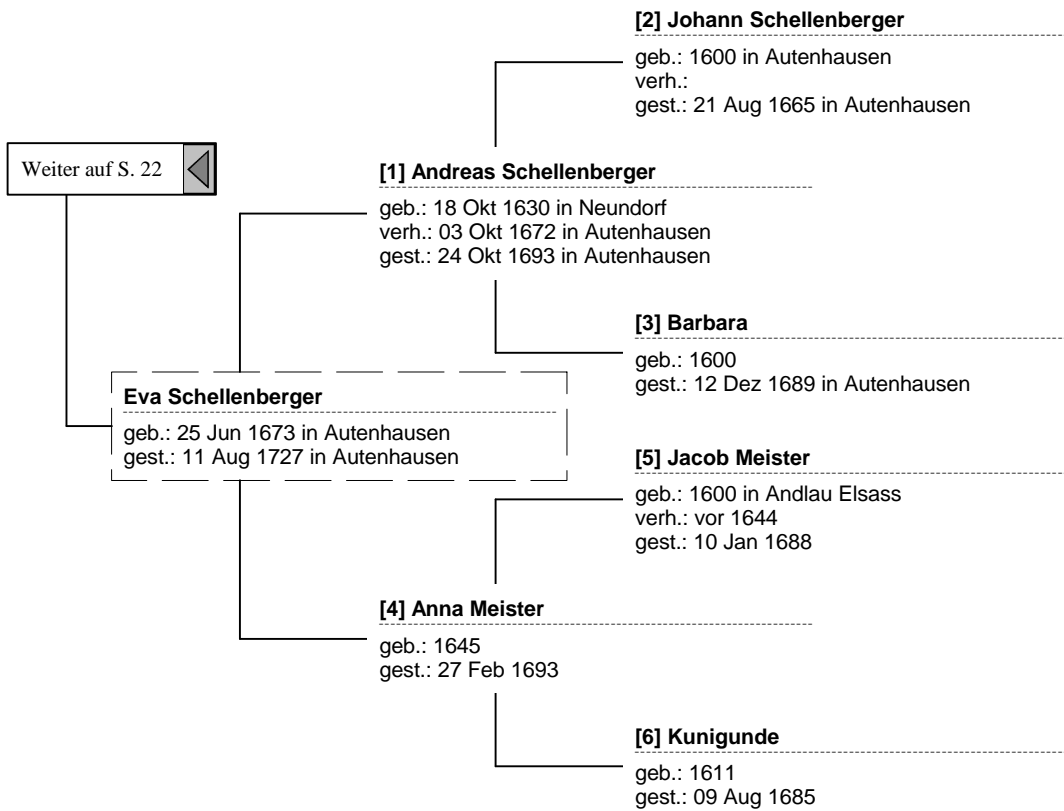 [2] Johann Schellenberger
geb.: 1600 in Autenhausen
verh.:
gest.: 21 Aug 1665 in Autenhausen
Weiter auf S. 22
[1] Andreas Schellenberger
geb.: 18 Okt 1630 in Neundorf
verh.: 03 Okt 1672 in Autenhausen
gest.: 24 Okt 1693 in Autenhausen
[3] Barbara
geb.: 1600
gest.: 12 Dez 1689 in Autenhausen
Eva Schellenberger
geb.: 25 Jun 1673 in Autenhausen
gest.: 11 Aug 1727 in Autenhausen
[5] Jacob Meister
geb.: 1600 in Andlau Elsass
verh.: vor 1644
gest.: 10 Jan 1688
[4] Anna Meister
geb.: 1645
gest.: 27 Feb 1693
[6] Kunigunde
geb.: 1611
gest.: 09 Aug 1685